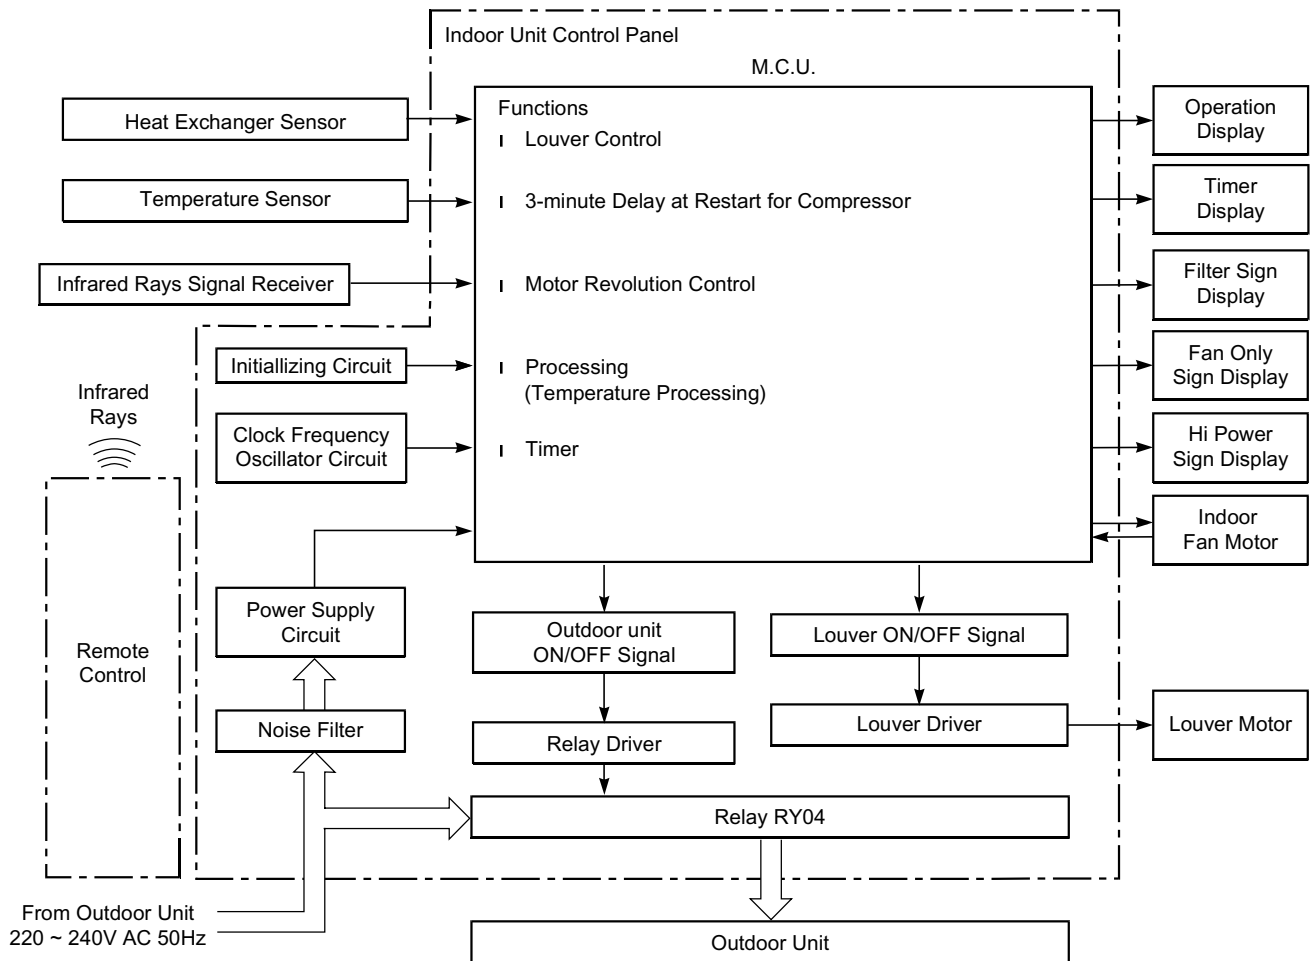 Indoor Unit Control Panel
M.C.U.
Heat Exchanger Sensor
Temperature Sensor
Infrared Rays Signal Receiver
Initiallizing Circuit
Clock Frequency
Oscillator Circuit
Functions
Louver Control
3-minute Delay at Restart for Compressor
Motor Revolution Control
Processing
(Temperature Processing)
Timer
Operation
Display
Timer
Display
Filter Sign
Display
Fan Only
Sign Display
Hi Power
Sign Display
Indoor
Fan Motor
Infrared
Rays
Remote
Control
Power Supply
Circuit
Noise Filter
Outdoor unit
ON/OFF Signal
Relay Driver
Louver ON/OFF Signal
Louver Driver
Louver Motor
Relay RY04
From Outdoor Unit
220 ~ 240V AC 50Hz
Outdoor Unit